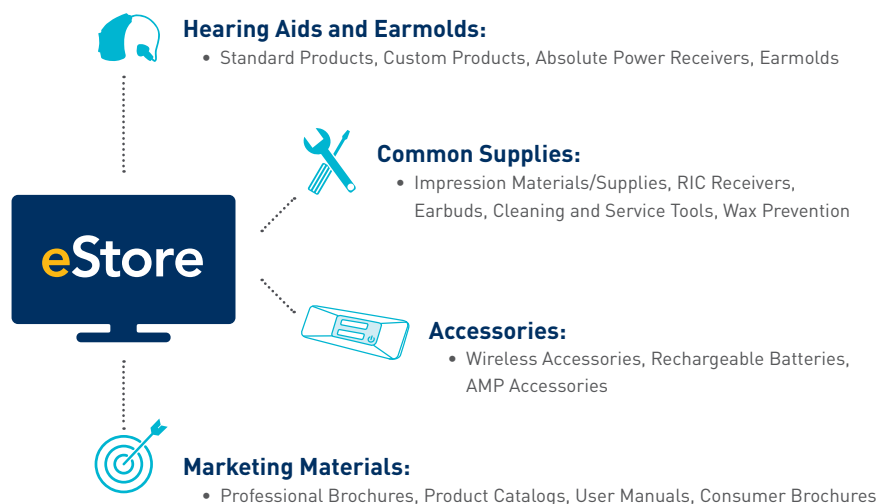 Hearing Aids and Earmolds:
• Standard Products, Custom Products, Absolute Power Receivers, Earmolds
Common Supplies:
• Impression Materials/Supplies, RIC Receivers,
Earbuds, Cleaning and Service Tools, Wax Prevention
eStore
Accessories:
• Wireless Accessories, Rechargeable Batteries,
AMP Accessories
Marketing Materials:
• Professional Brochures, Product Catalogs, User Manuals, Consumer Brochures